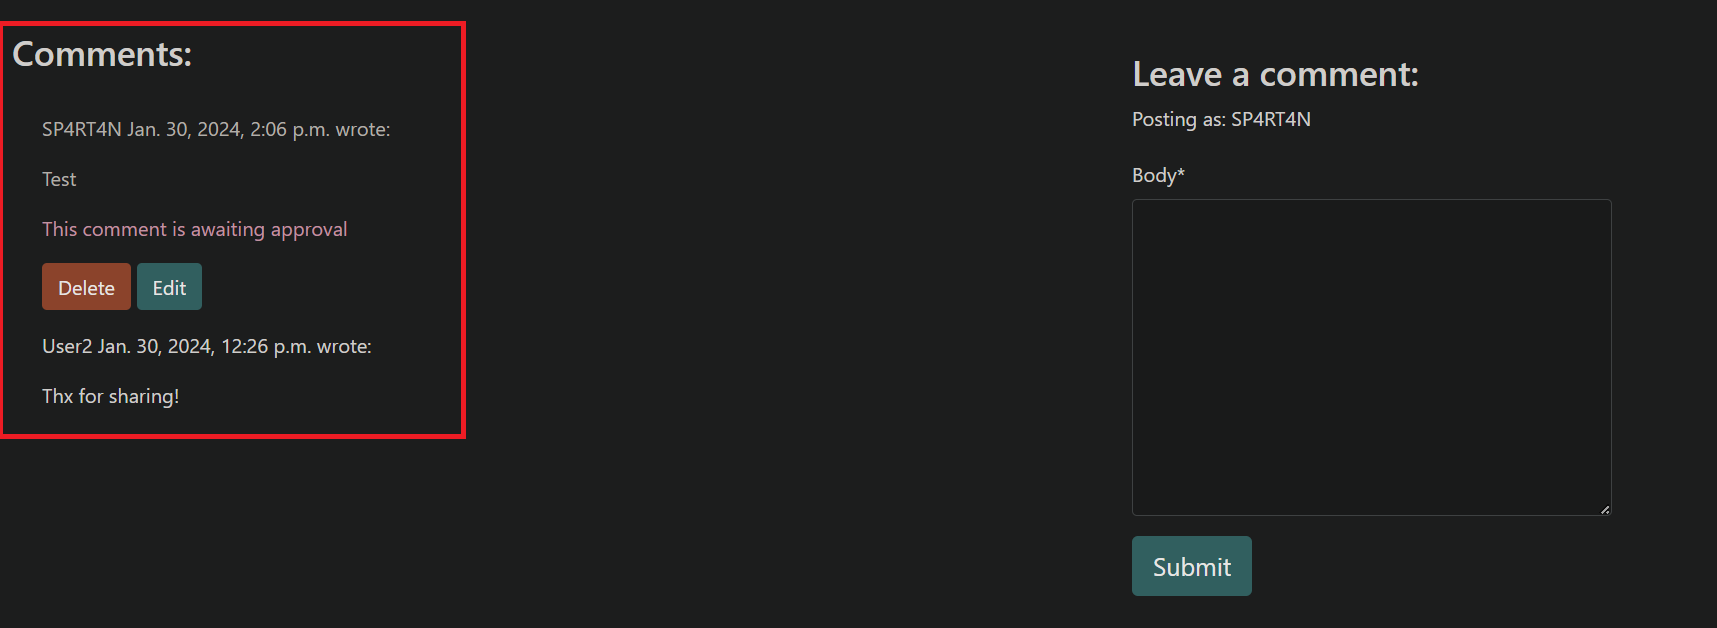 Comments:
SP4RT4N Jan. 30, 2024, 2:06 p.m. wrote:
Test
This comment is awaiting approval
Delete Edit
User2 Jan. 30, 2024, 12:26 p.m. wrote:
Thx for sharing!
Leave a comment:
Posting as: SP4RT4N
Body*
Submit